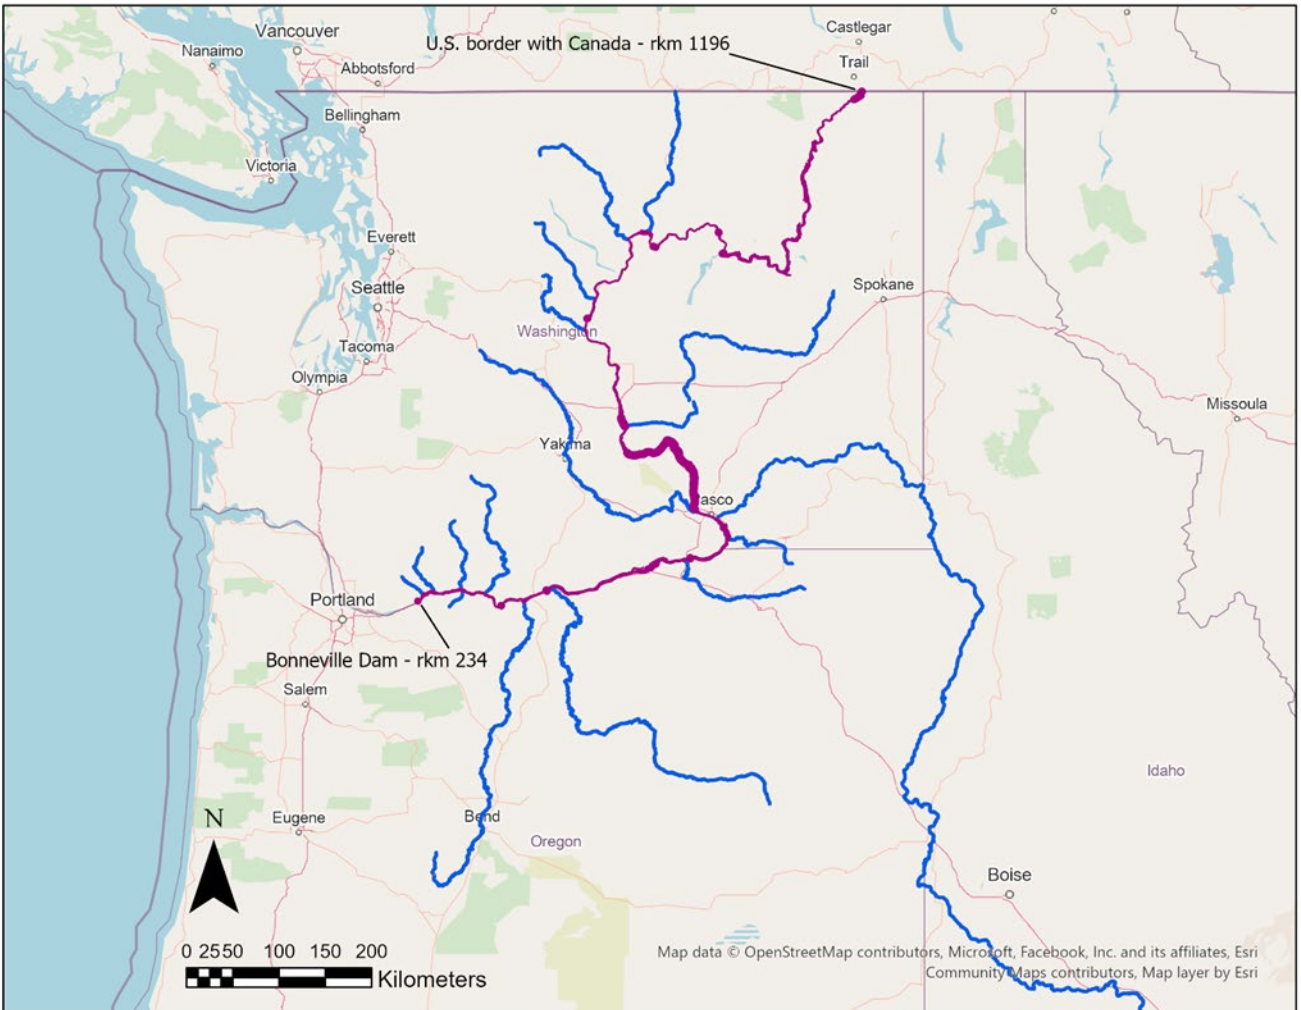 Castlegar
Vancouver
U.S. border with Canada - rkm 1196
Nanaimo
Trail
Abbotsford
Bellingham
Victoria
Everett
Spokane
Seattle
Washington
Tacoma
Olympia
Missoula
Yakima
asco
Portland
Bonneville Dam - rkm 234
Salem
Idaho
N
Eugene
Bend
Oregon
Boise
0 25 50 100 150 200
Kilometers
Map data © OpenStreetMap contributors, Microsoft, Facebook, Inc. and its affiliates, Esri
Community Maps contributors, Map layer by Esri